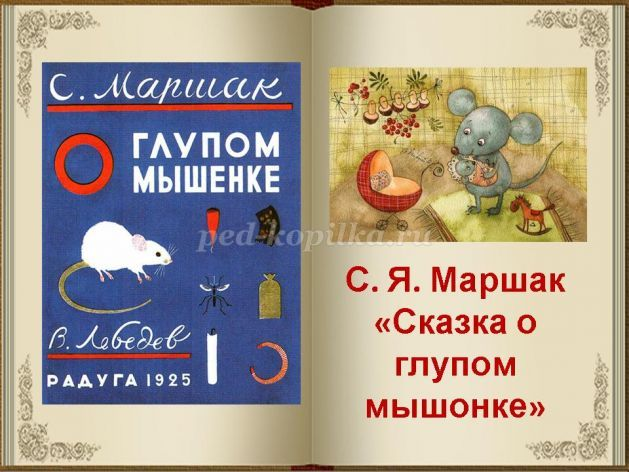 С. Маршак
О ГЛУПОМ
МЫШЕНКЕ
В. Лебедев
РАДУГА 1925
ped-kopilka.ru
С. Я. Маршак
«Сказка о
глупом
мышонке»